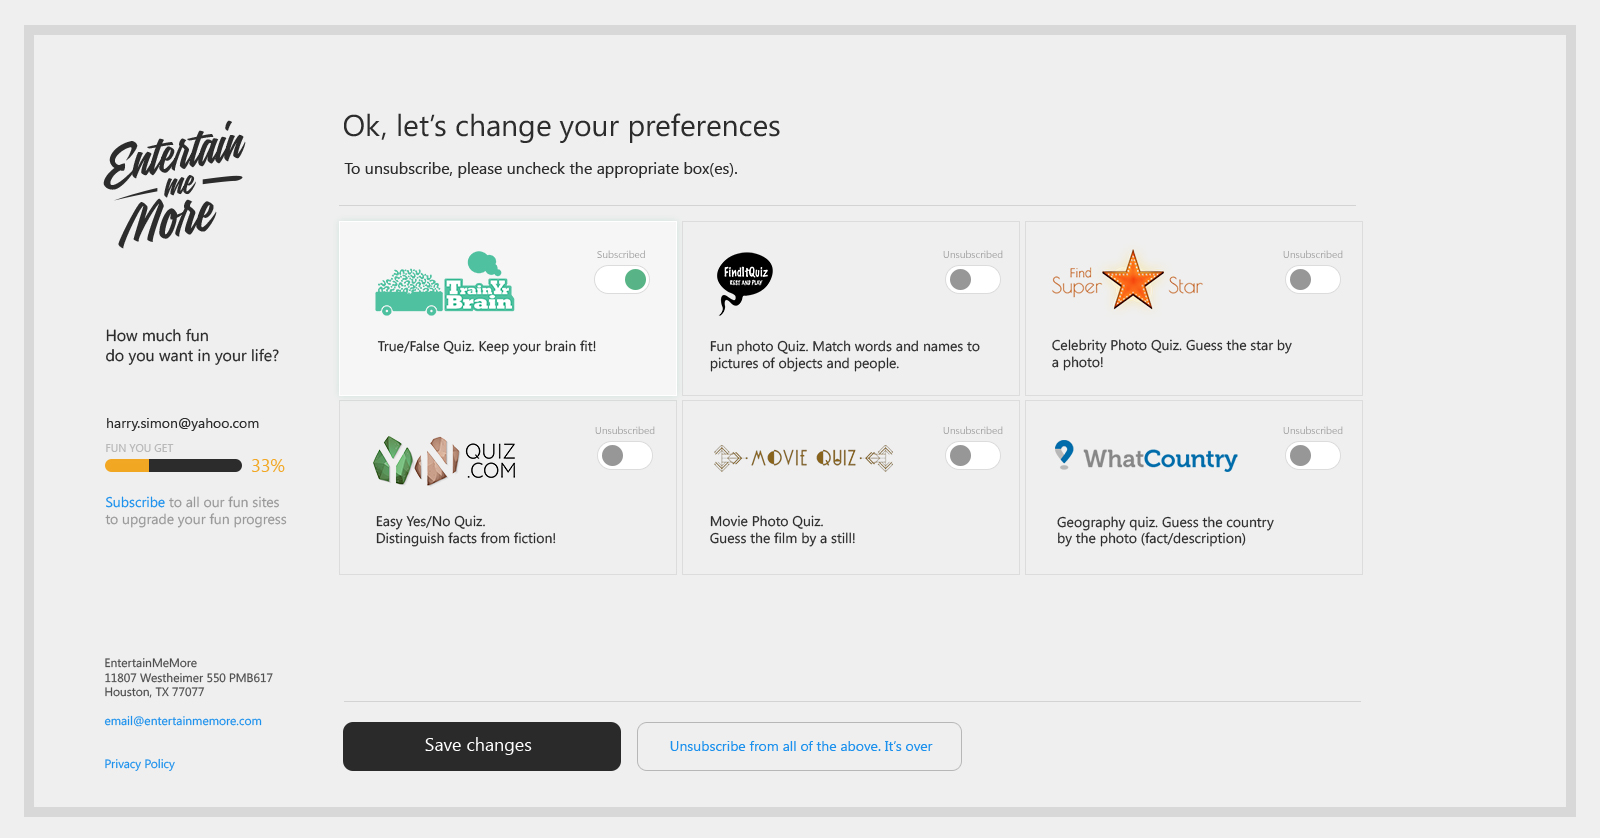 Entertain
me
More
How much fun
do you want in your life?
harry.simon@yahoo.com
FUN YOU GET
33%
Subscribe to all our fun sites
to upgrade your fun progress
EntertainMeMore
11807 Westheimer 550 PMB617
Houston, TX 77077
email@entertainmemore.com
Privacy Policy
Ok, let's change your preferences
To unsubscribe, please uncheck the appropriate box(es).
TrainYr
Brain
Subscribed
True/False Quiz. Keep your brain fit!
FindItQuiz
REST AND PLAY
Unsubscribed
Fun photo Quiz. Match words and names to
pictures of objects and people.
Find
Super Star
Unsubscribed
Celebrity Photo Quiz. Guess the star by
a photo!
YN QUIZ
.COM
Unsubscribed
Easy Yes/No Quiz.
Distinguish facts from fiction!
MOVIE QUIZ
Unsubscribed
Movie Photo Quiz.
Guess the film by a still!
WhatCountry
Unsubscribed
Geography quiz. Guess the country
by the photo (fact/description)
Save changes
Unsubscribe from all of the above. It's over